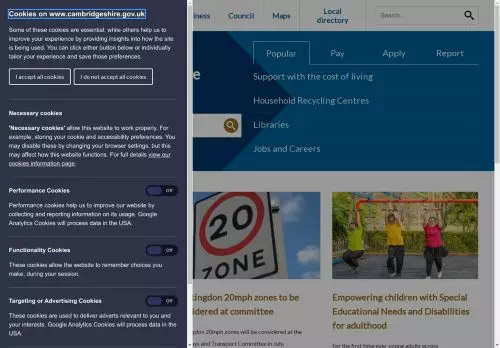 Cookies on www.cambridgeshire.gov.uk
Some of these cookies are essential, while others help us to
improve your experience by providing insights into how the site
is being used. You can click either button below or individually
tailor your experience and save those preferences.
I accept all cookies
I do not accept all cookies
Necessary cookies
'Necessary cookies' allow this website to work properly. For
example, storing your cookie and accessibility preferences. You
may disable these by changing your browser settings, but this
may affect how this website functions. For full details view our
cookies information page.
Performance Cookies
Off
Performance cookies help us to improve our website by
collecting and reporting information on its usage. Google
Analytics Cookies will process data in the USA.
Functionality Cookies
Off
These cookies allow the website to remember choices you
make, during your session.
Targeting or Advertising Cookies
Off
These cookies are used to deliver adverts relevant to you and
your interests. Google Analytics Cookies will process data in the
USA.
iness
Council
Maps
Local
directory
Search...
Popular
Pay
Apply
Report
Support with the cost of living
Household Recycling Centres
Libraries
Jobs and Careers
20
ZONE
kingdon 20mph zones to be
idered at committee
ngdon 20mph zones will be considered at the
ys and Transport Committee in July.
Empowering children with Special
Educational Needs and Disabilities
for adulthood
For the first time ever young adults across